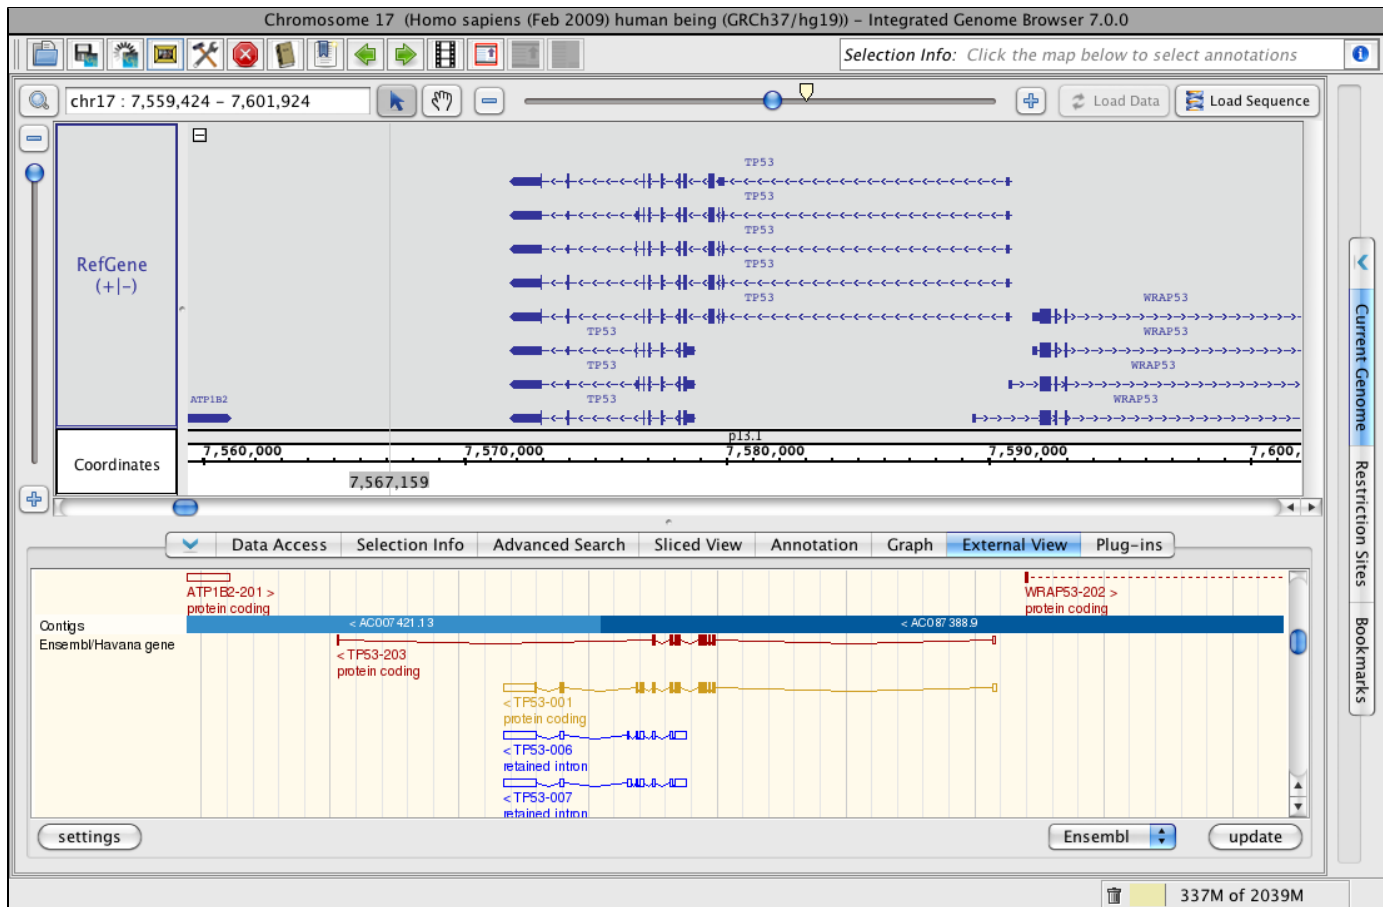 Chromosome 17 (Homo sapiens (Feb 2009) human being (GRCh37/hg19)) – Integrated Genome Browser 7.0.0
Selection Info: Click the map below to select annotations
chr17 : 7,559,424 – 7,601,924
Load Data
Load Sequence
TP53
TP53
TP53
TP53
TP53
WRAP53
TP53
WRAP53
TP53
WRAP53
ATP1B2
TP53
WRAP53
RefGene
(+|-)
p13.1
Coordinates
7,560,000
7,570,000
7,580,000
7,590,000
7,600,
7,567,159
Current Genome
Restriction Sites
Bookmarks
Data Access
Selection Info
Advanced Search
Sliced View
Annotation
Graph
External View
Plug-ins
ATP1B2-201 >
protein coding
WRAP53-202 >
protein coding
Contigs
< AC007421.13
< AC087388.9
Ensembl/Havana gene
< TP53-203
protein coding
< TP53-001
protein coding
< TP53-006
retained intron
< TP53-007
retained intron
settings
Ensembl
update
337M of 2039M